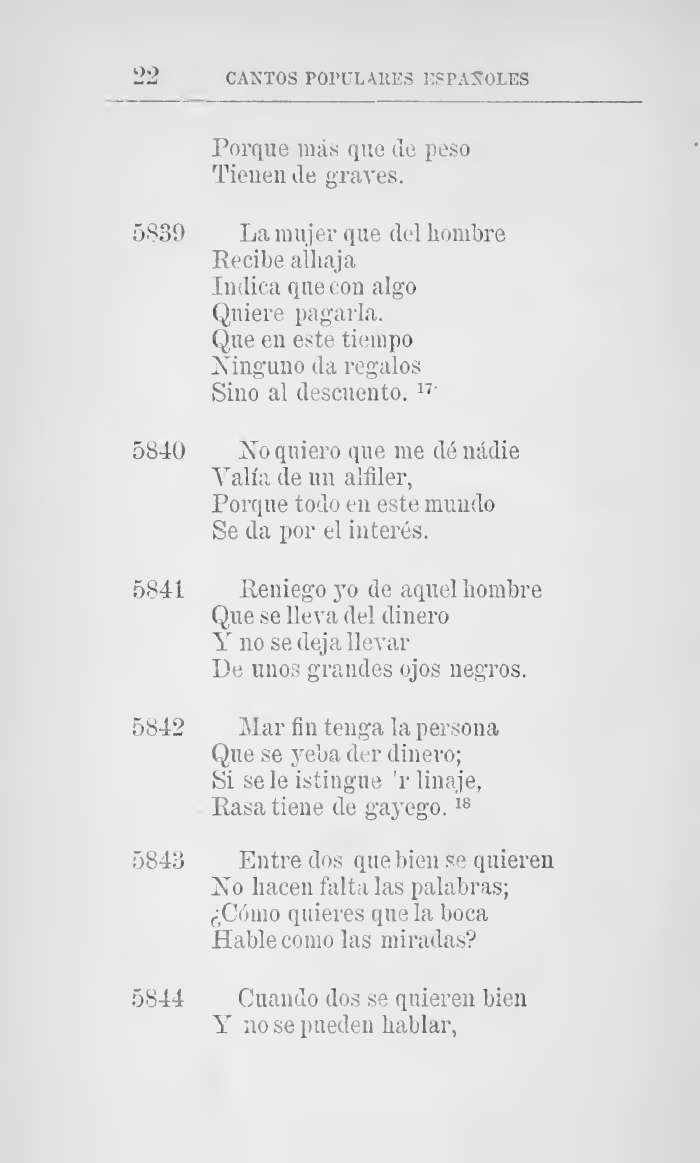 22 CANTOS POPULARES ESPAÑOLES
Porque más que de peso
Tienen de graves.
5839 La mujer que del hombre
Recibe alhaja
Indica que con algo
Quiere pagarla.
Que en este tiempo
Ninguno da regalos
Sino al descuento. 17.
5840 No quiero que me dé nádie
Valía de un alfiler,
Porque todo en este mundo
Se da por el interés.
5841 Reniego yo de aquel hombre
Que se lleva del dinero
Y no se deja llevar
De unos grandes ojos negros.
5842 Mar fin tenga la persona
Que se yeba der dinero;
Si se le istingue 'r linaje,
Rasa tiene de gayego. 18
5843 Entre dos que bien se quieren
No hacen falta las palabras;
¿Cómo quieres que la boca
Hable como las miradas?
5844 Cuando dos se quieren bien
Y no se pueden hablar,